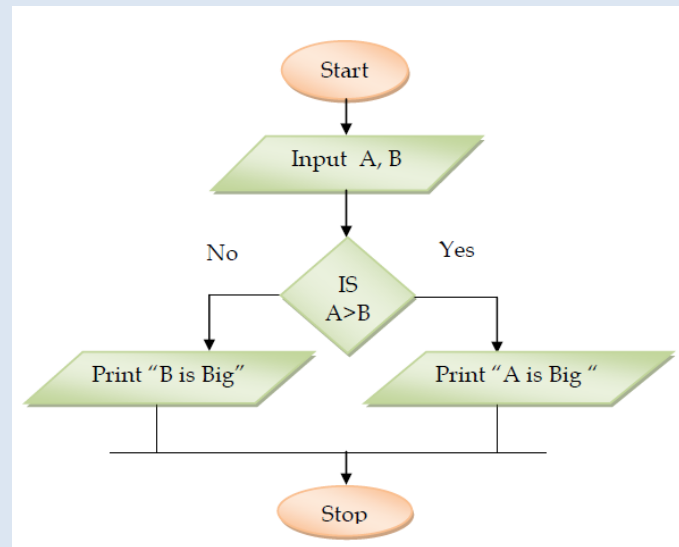 Start
Input A, B
No
Yes
IS
A>B
Print “B is Big”
Print “A is Big “
Stop